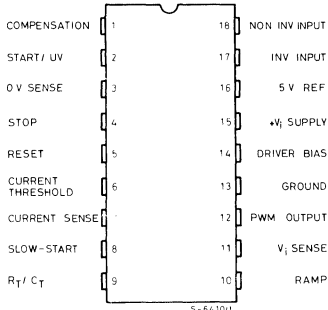 COMPENSATION 1 18 NON INV INPUT
START/ UV 2 17 INV INPUT
O V SENSE 3 16 5 V REF
STOP 4 15 +Vi SUPPLY
RESET 5 14 DRIVER BIAS
CURRENT
THRESHOLD 6 13 GROUND
CURRENT SENSE 12 PWM OUTPUT
SLOW-START 8 11 Vi SENSE
RT/ CT 9 10 RAMP